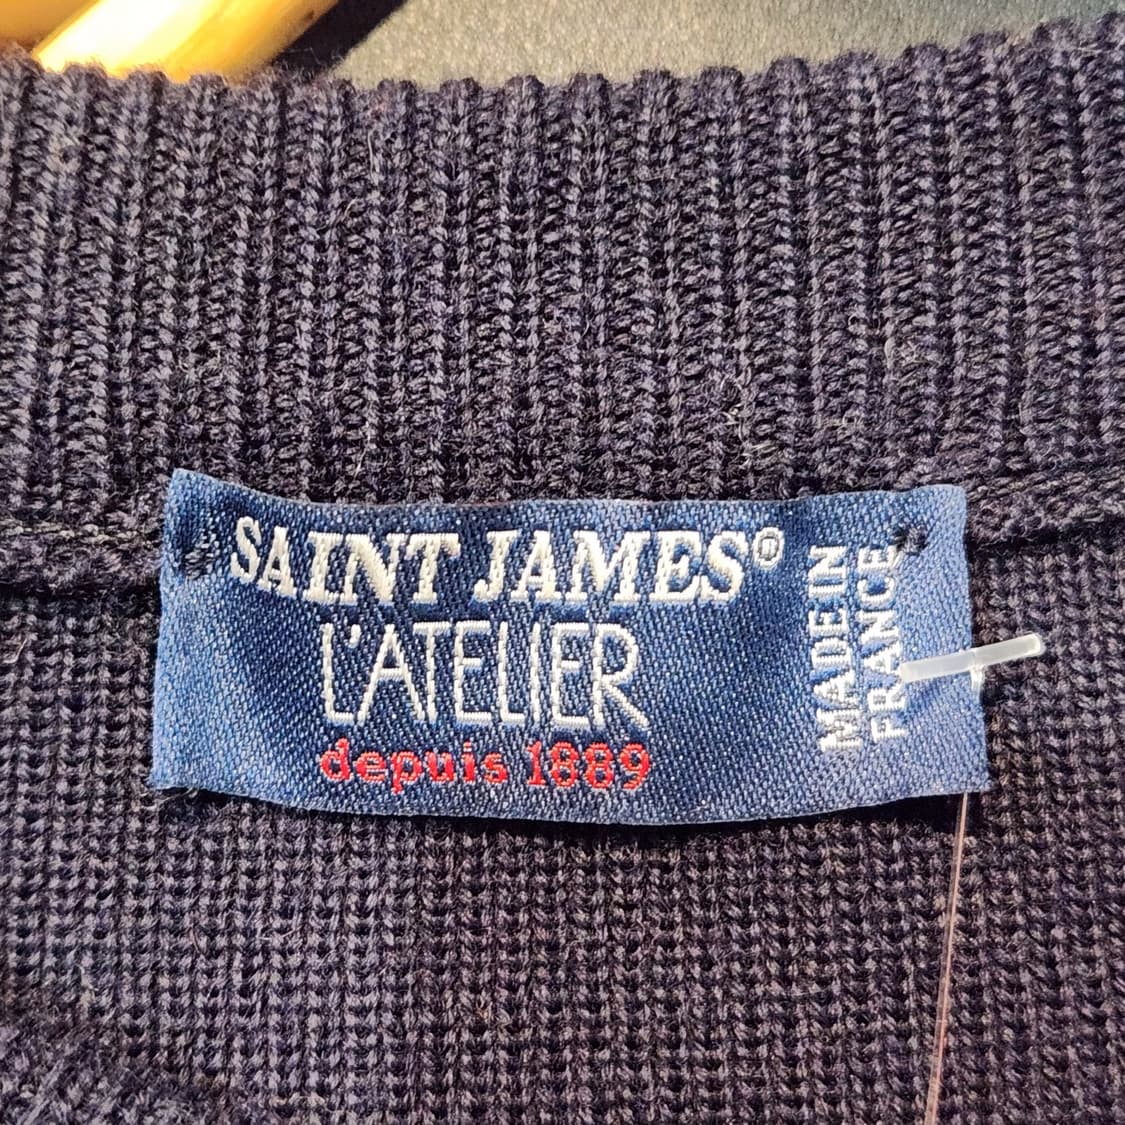 SAINT JAMES®
L'ATELIER
depuis 1889
MADE IN
FRANCE